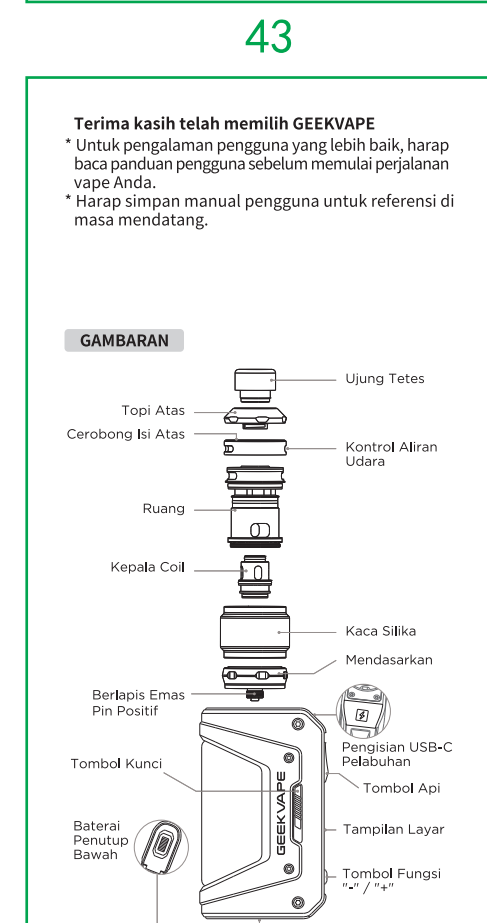 43
Terima kasih telah memilih GEEKVAPE
* Untuk pengalaman pengguna yang lebih baik, harap
baca panduan pengguna sebelum memulai perjalanan
vape Anda.
* Harap simpan manual pengguna untuk referensi di
masa mendatang.
GAMBARAN
Ujung Tetes
Topi Atas
Cerobong Isi Atas
Kontrol Aliran
Udara
Ruang
Kepala Coil
Kaca Silika
Mendasarkan
Berlapis Emas
Pin Positif
Pengisian USB-C
Pelabuhan
Tombol Kunci
Tombol Api
GEEKVAPE
Baterai
Penutup
Bawah
Tampilan Layar
Tombol Fungsi
"-" / "+"